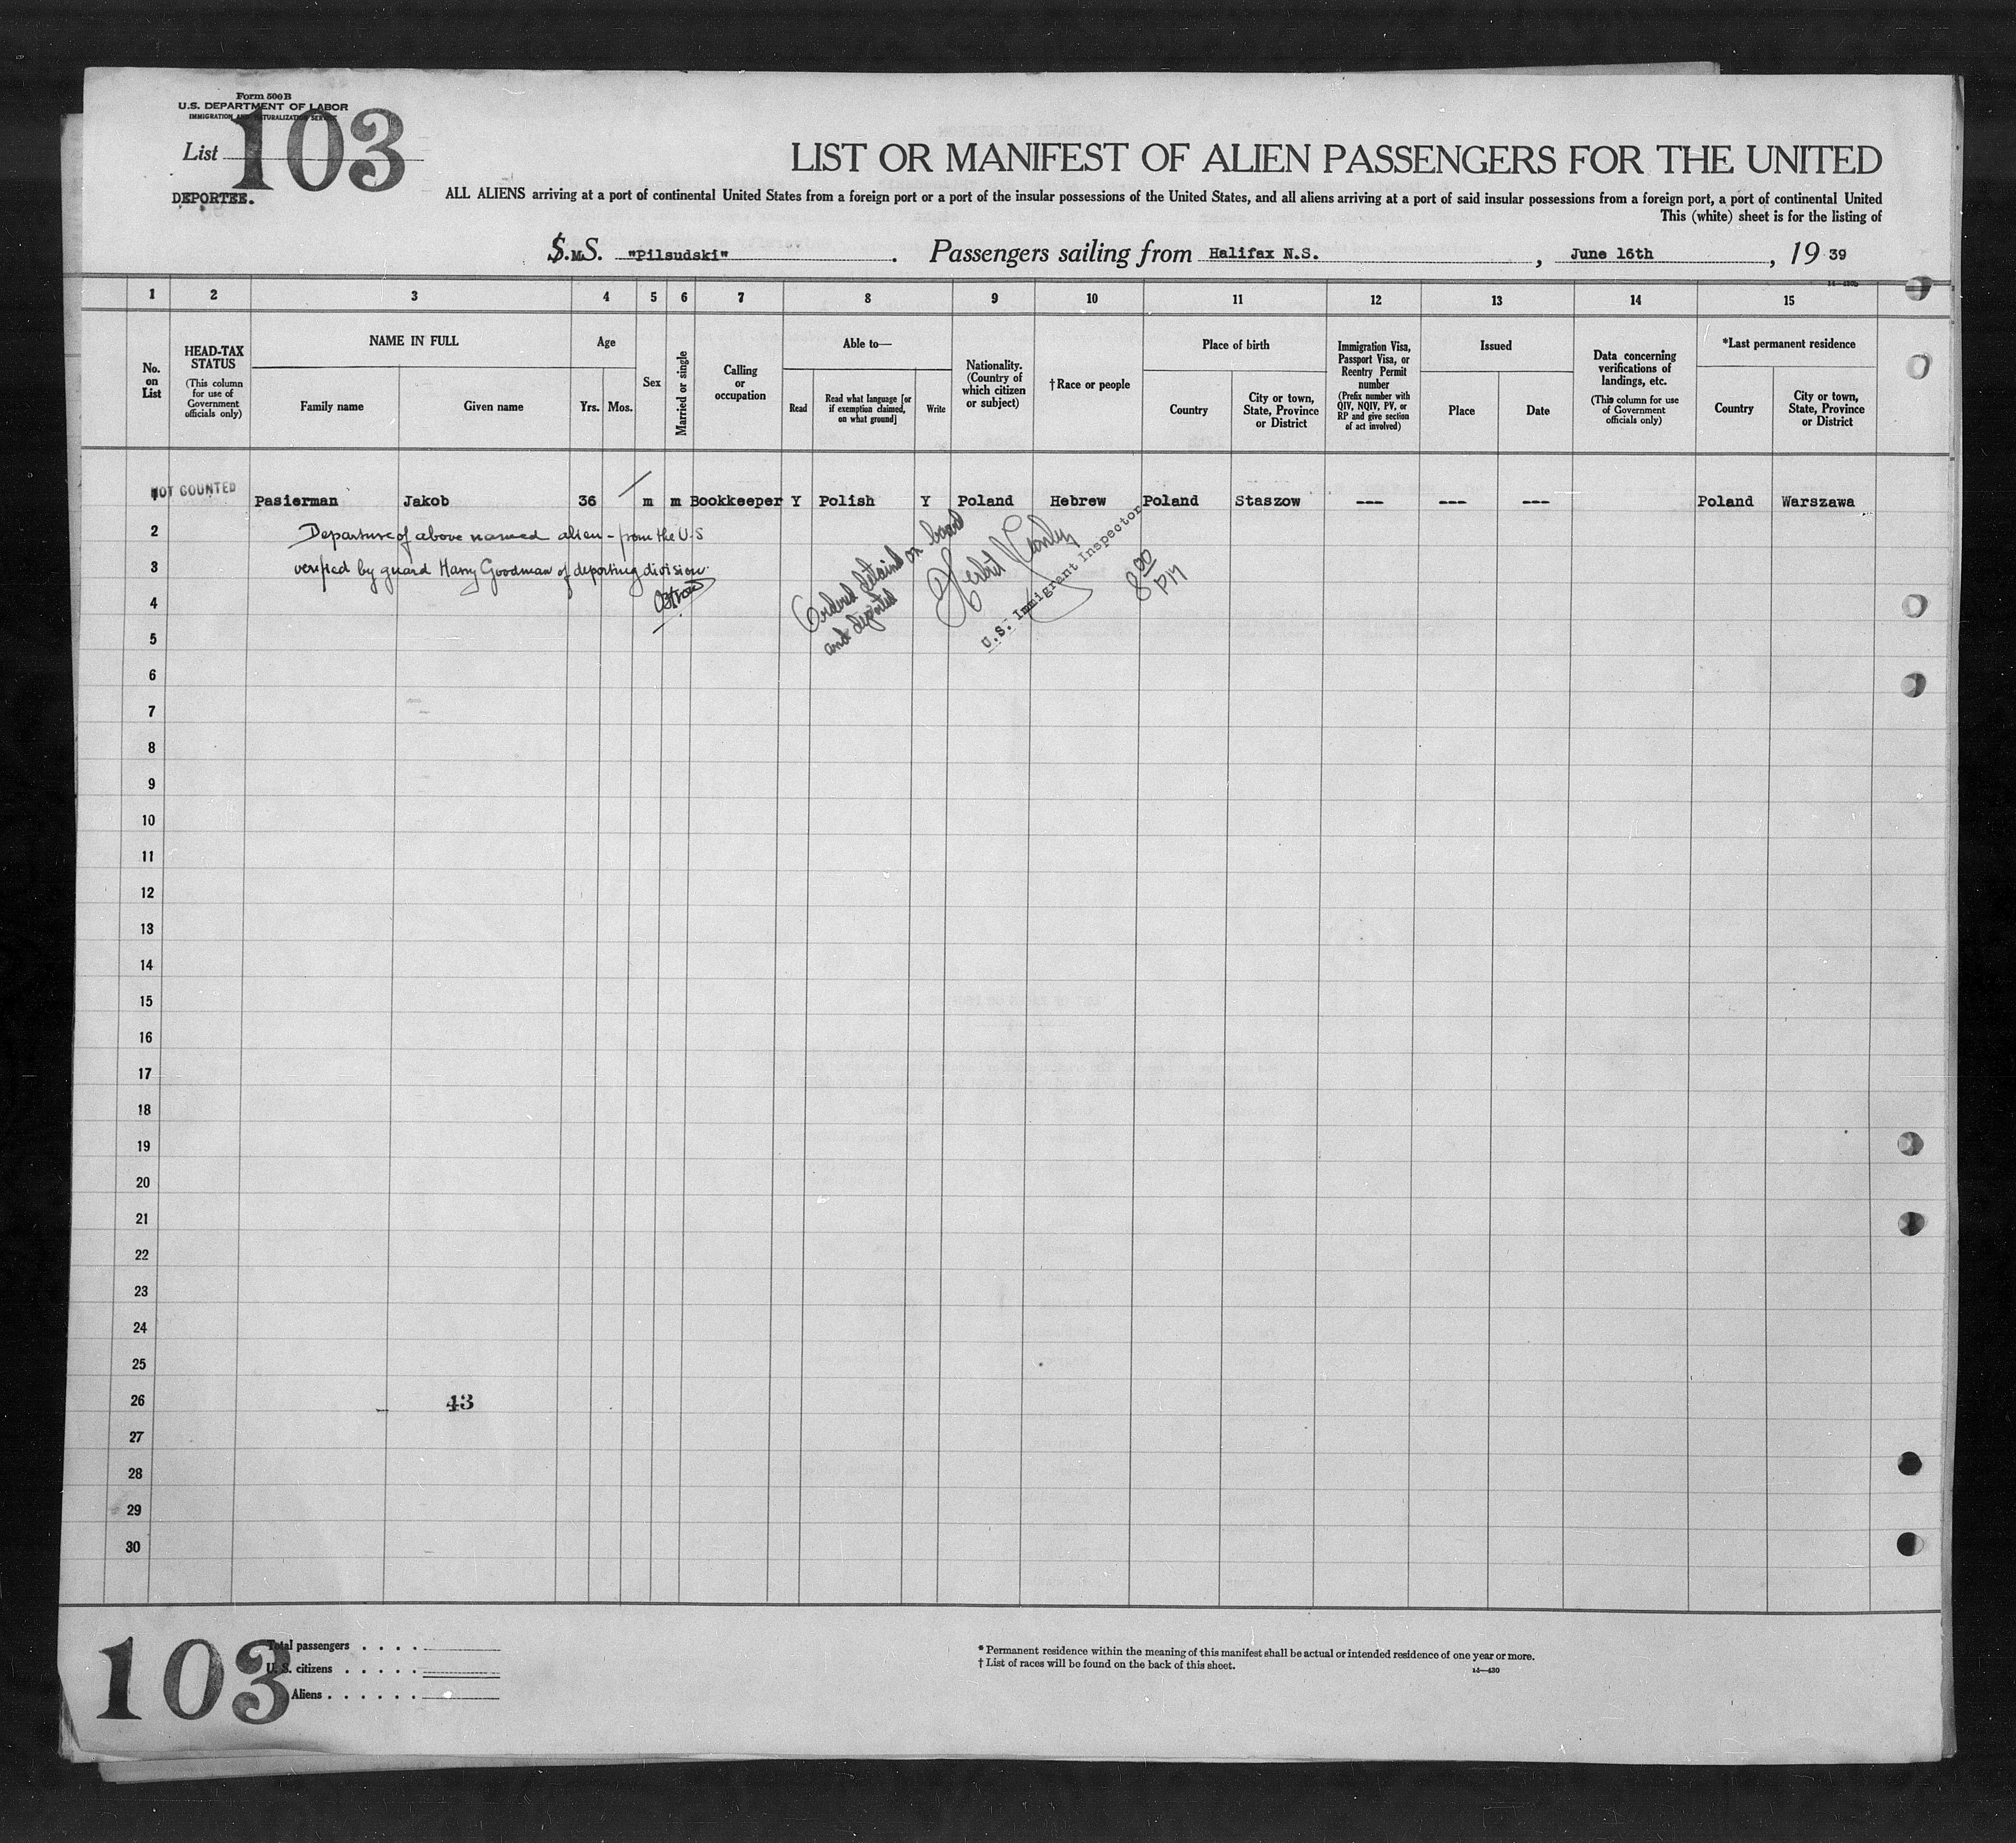 Form 500 B
U.S. DEPARTMENT OF LABOR
IMMIGRATION AND NATURALIZATION SERVICE
List 103
DEPORTEE.
LIST OR MANIFEST OF ALIEN PASSENGERS FOR THE UNITED
ALL ALIENS arriving at a port of continental United States from a foreign port or a port of the insular possessions of the United States, and all aliens arriving at a port of said insular possessions from a foreign port, a port of continental United
This (white) sheet is for the listing of
S.M.S. "Pilsudski" . Passengers sailing from Halifax N.S. , June 16th , 19 39
1 2 3 4 5 6 7 8 9 10 11 12 13 14 15
No. on List
HEAD-TAX STATUS (This column for use of Government officials only)
NAME IN FULL
Family name Given name
Age
Yrs. Mos.
Sex
Married or single
Calling or occupation
Able to—
Read
Read what language [or if exemption claimed, on what ground]
Write
Nationality. (Country of which citizen or subject)
†Race or people
Place of birth
Country
City or town, State, Province or District
Immigration Visa, Passport Visa, or Reentry Permit number (Prefix number with QIV, NQIV, PV, or RP and give section of act involved)
Issued
Place Date
Data concerning verifications of landings, etc. (This column for use of Government officials only)
*Last permanent residence
Country
City or town, State, Province or District
NOT COUNTED Pasierman Jakob 36 m m Bookkeeper Y Polish Y Poland Hebrew Poland Staszow --- --- --- Poland Warszawa
2 Departure of above named alien - from the U.S
3 verified by guard Harry Goodman of deporting division.
Ordered detained on board
and deported
Herbit
U.S. Immigrant Inspector
8 00 PM
4
5
6
7
8
9
10
11
12
13
14
15
16
17
18
19
20
21
22
23
24
25
26 43
27
28
29
30
103
Total passengers . . . .
U. S. citizens . . . . .
Aliens . . . . . .
* Permanent residence within the meaning of this manifest shall be actual or intended residence of one year or more.
† List of races will be found on the back of this sheet.
14—430